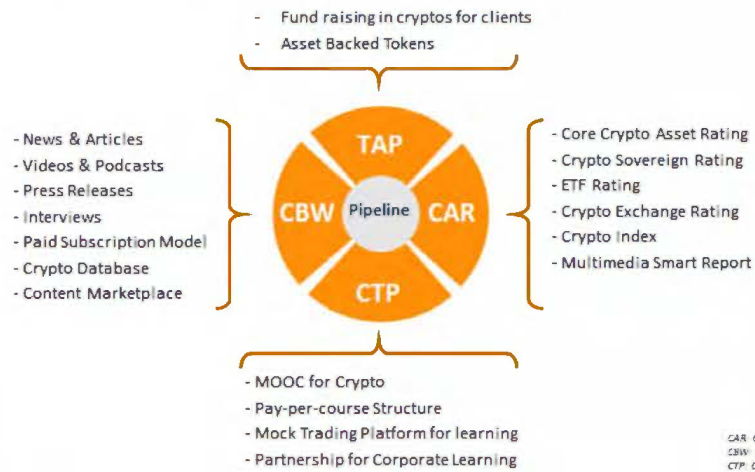 - Fund raising in cryptos for clients
- Asset Backed Tokens
TAP
- News & Articles
- Videos & Podcasts
- Press Releases
- Interviews
- Paid Subscription Model
- Crypto Database
- Content Marketplace
CBW
Pipeline
CAR
- Core Crypto Asset Rating
- Crypto Sovereign Rating
- ETF Rating
- Crypto Exchange Rating
- Crypto Index
- Multimedia Smart Report
CTP
- MOOC for Crypto
- Pay-per-course Structure
- Mock Trading Platform for learning
- Partnership for Corporate Learning
CAR
CBW
CTP